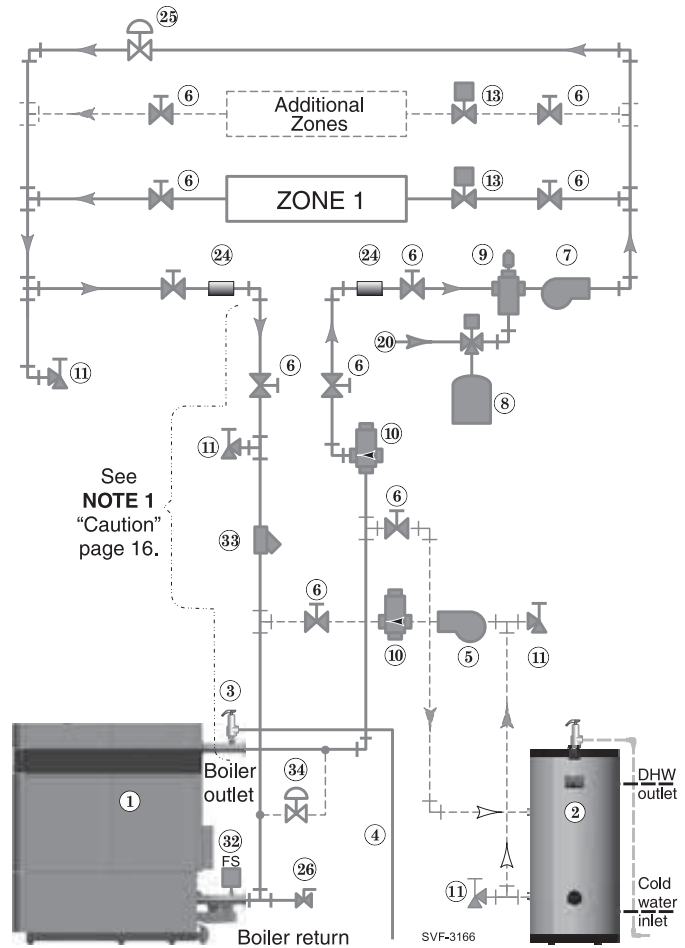 25
6
Additional
Zones
13
6
6
ZONE 1
13
6
24
24
6
9
7
20
6
6
8
11
11
10
See
NOTE 1
"Caution"
page 16.
6
33
6
10
5
11
3
Boiler
outlet
34
1
2
DHW
outlet
32
FS
4
26
11
Cold
water
inlet
Boiler return
SVF-3166